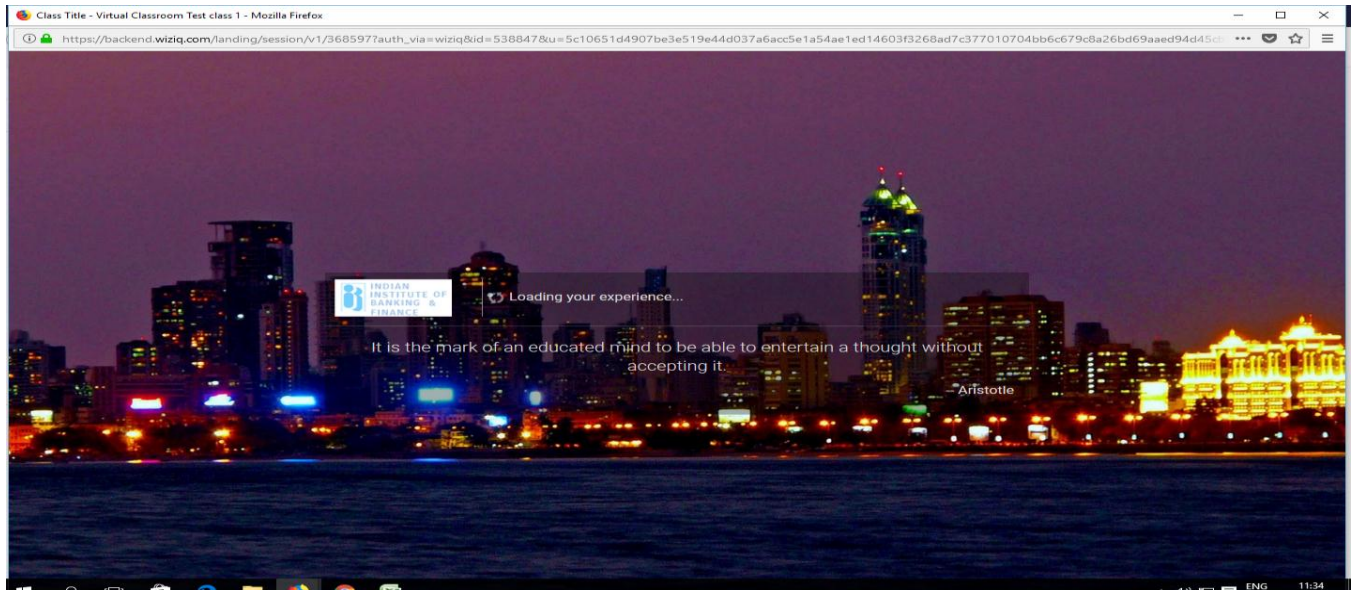 Class Title - Virtual Classroom Test class 1 - Mozilla Firefox
https://backend.wiziq.com/landing/session/v1/368597?auth_via=wiziq&id=538847&u=5c10651d4907be3e519e44d037a6acc5e1a54ae1ed14603f3268ad7c377010704bb6c679c8a26bd69aaed94d45c
INDIAN
INSTITUTE OF
BANKING &
FINANCE
Loading your experience...
It is the mark of an educated mind to be able to entertain a thought without
accepting it.
- Aristotle
ENG 11:34